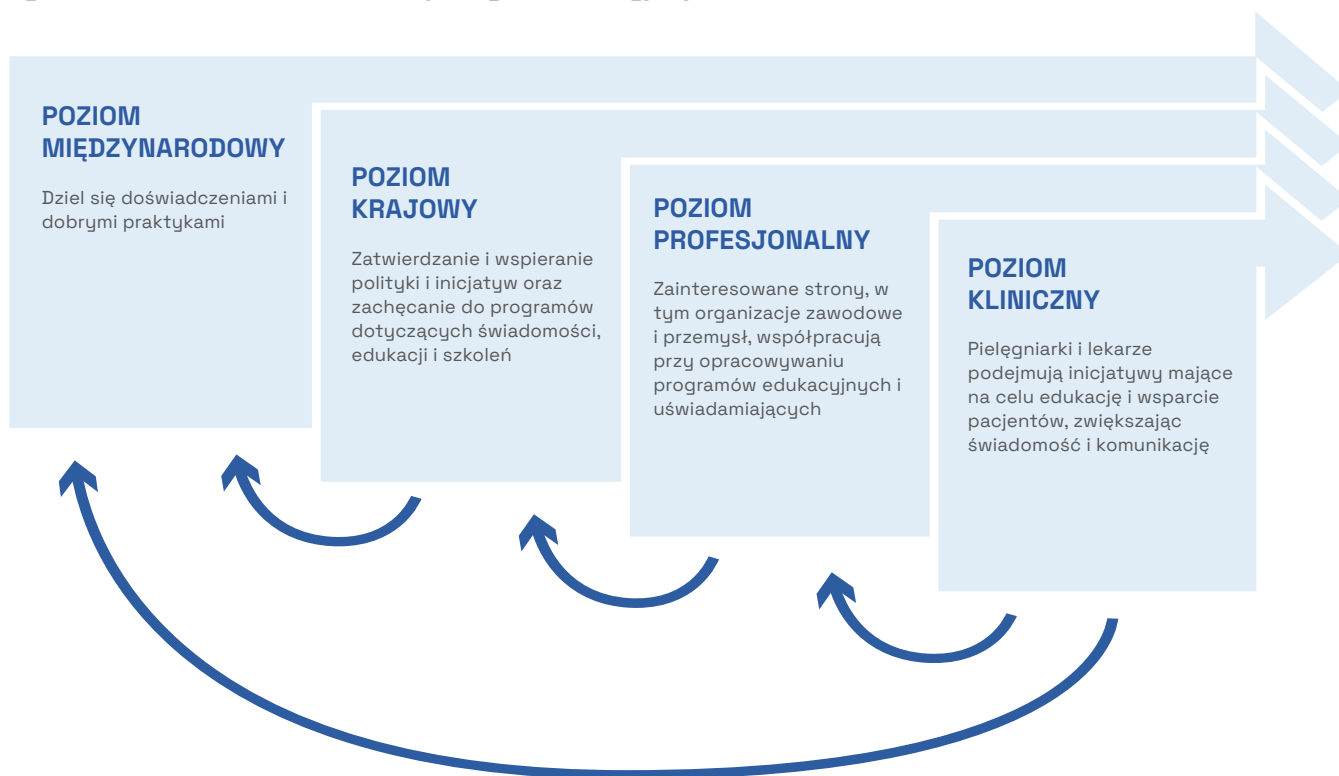 POZIOM
MIĘDZYNARODOWY
Dziel się doświadczeniami i
dobrymi praktykami
POZIOM
KRAJOWY
Zatwierdzanie i wspieranie
polityki i inicjatyw oraz
zachęcanie do programów
dotyczących świadomości,
edukacji i szkoleń
POZIOM
PROFESJONALNY
Zainteresowane strony, w
tym organizacje zawodowe
i przemysł, współpracują
przy opracowywaniu
programów edukacyjnych i
uświadamiających
POZIOM
KLINICZNY
Pielęgniarki i lekarze
podejmują inicjatywy mające
na celu edukację i wsparcie
pacjentów, zwiększając
świadomość i komunikację